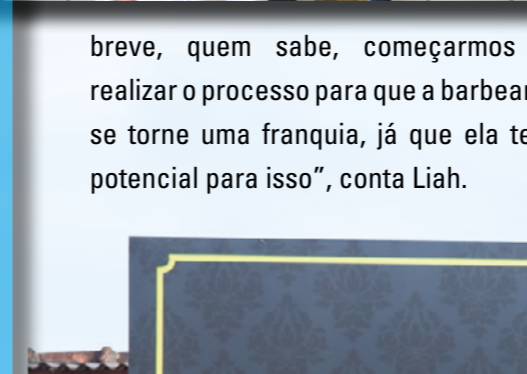 breve, quem sabe, começarmos
realizar o processo para que a
se torne uma franquia, já que ela
potencial para isso”, conta Liah.